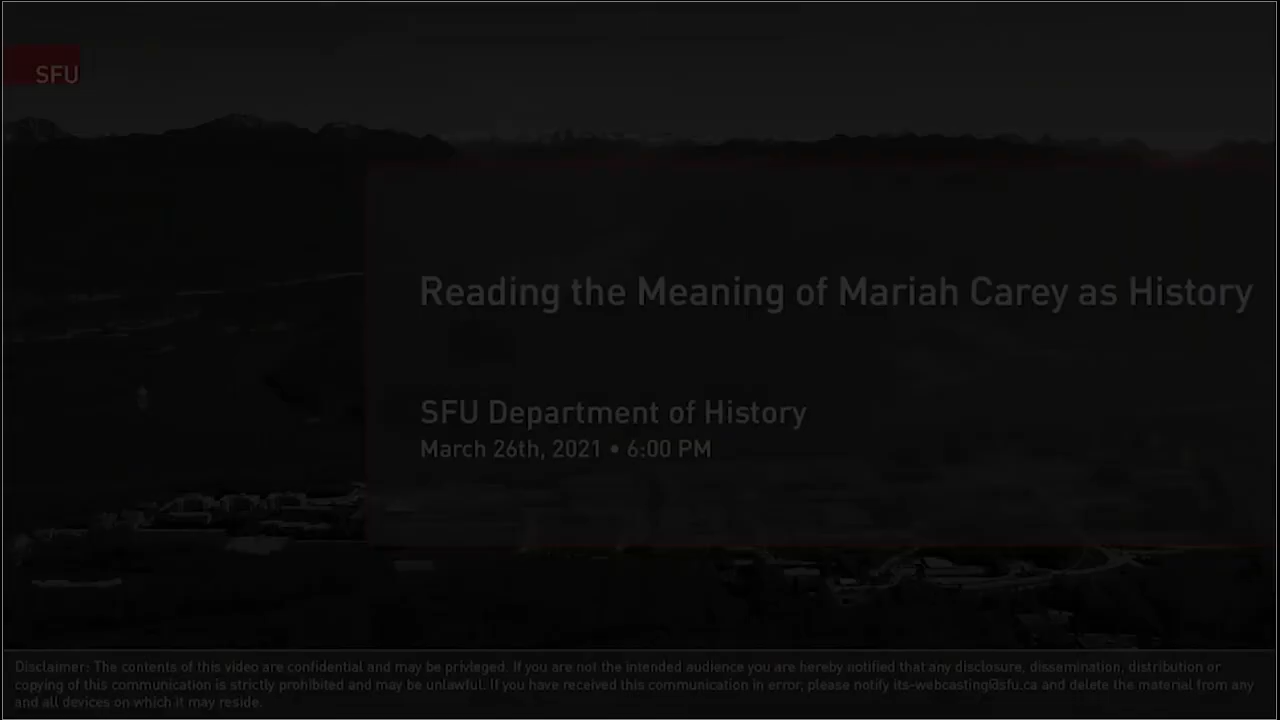 SFU
Reading the Meaning of Mariah Carey as History
SFU Department of History
March 26th, 2021 • 6:00 PM
Disclaimer: The contents of this video are confidential and may be privleged. If you are not the intended audience you are hereby notified that any disclosure, dissemination, distribution or
copying of this communication is strictly prohibited and may be unlawful. If you have received this communication in error, please notify its-webcasting@sfu.ca and delete the material from any
and all devices on which it may reside.